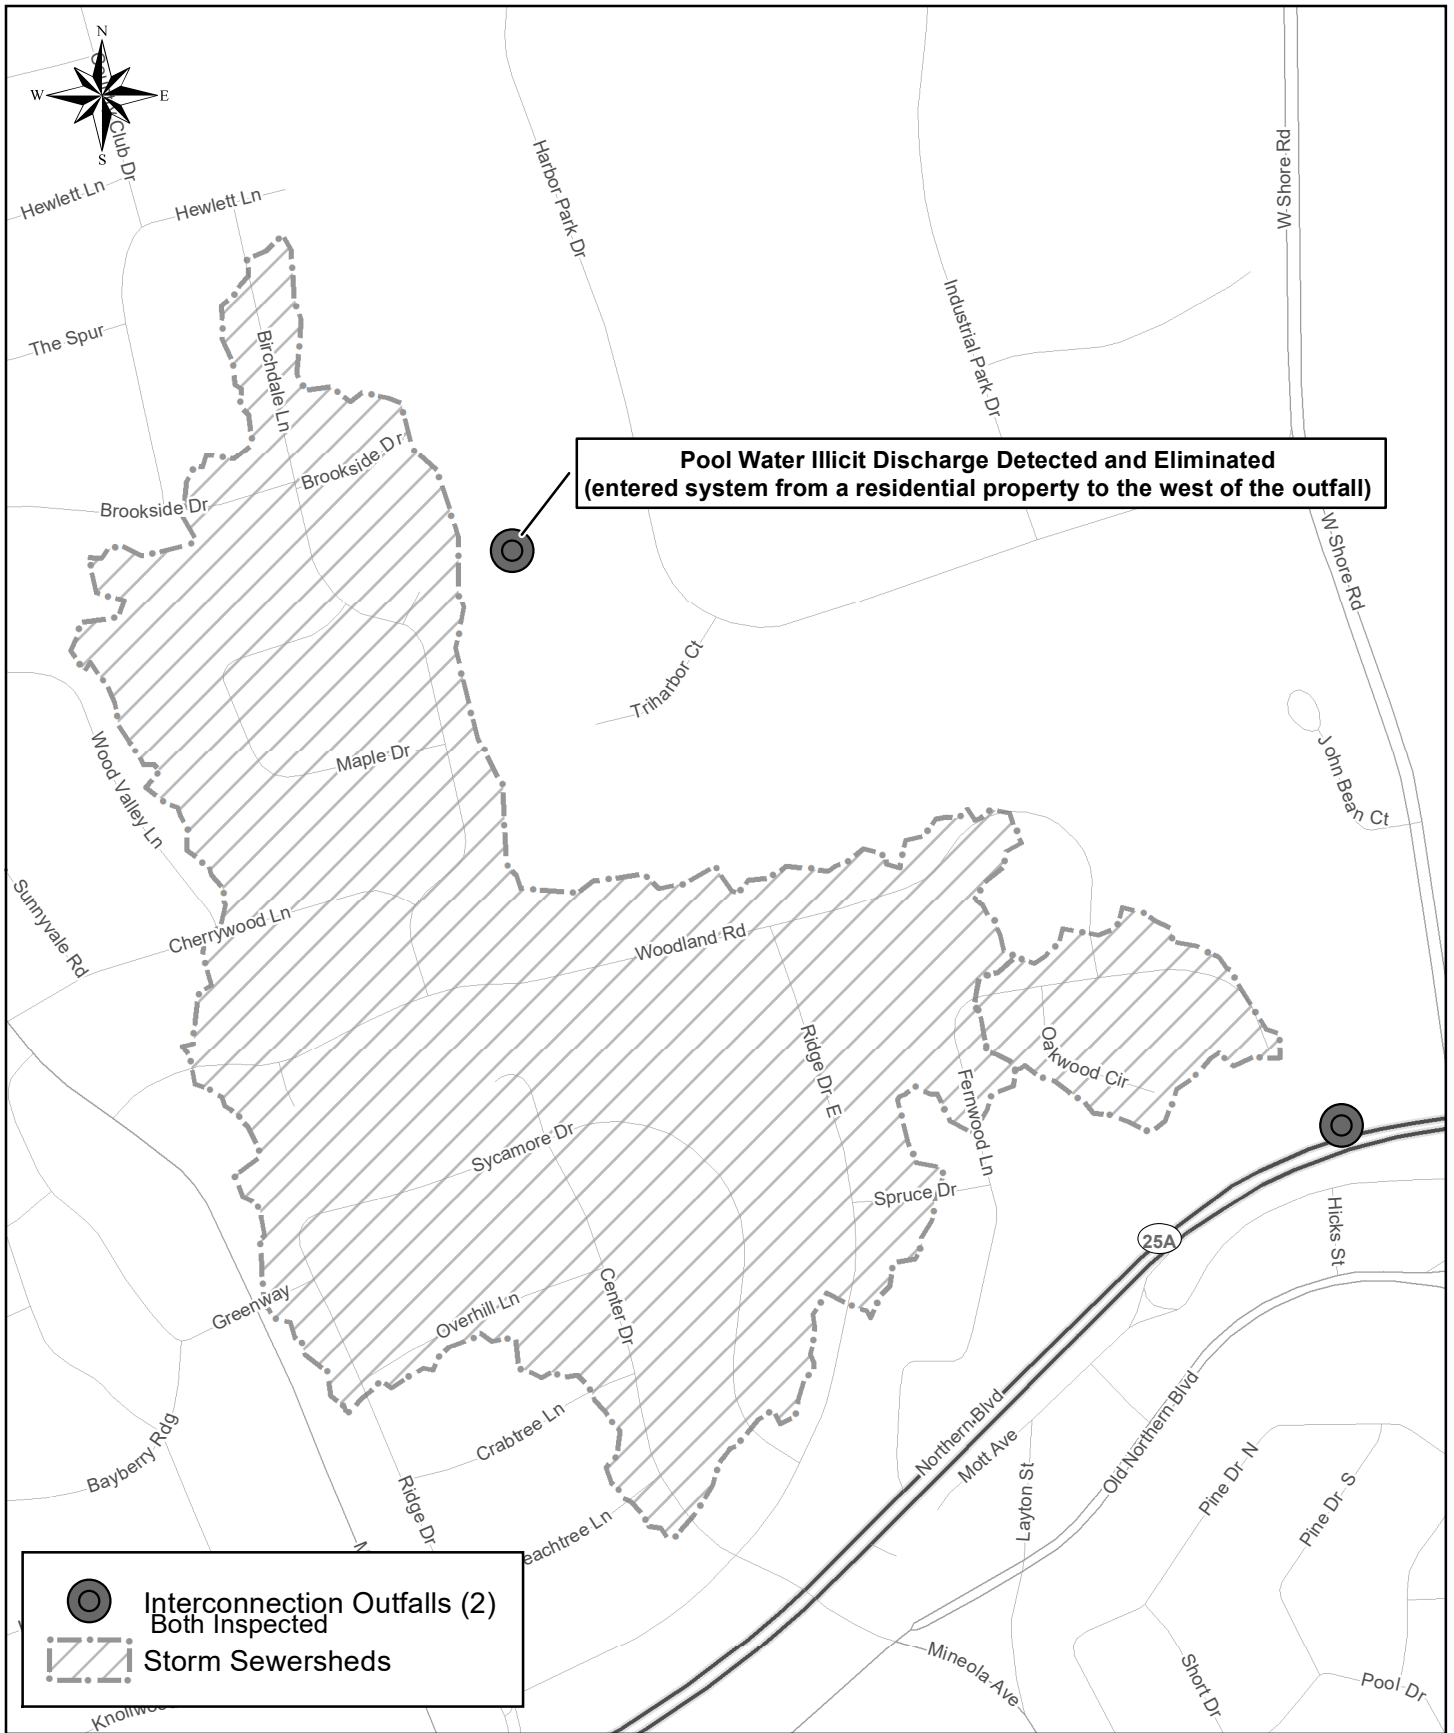 N
W
E
S
Club Dr
Hewlett Ln
Hewlett Ln
Harbor Park Dr
W Shore Rd
Industrial Park Dr
The Spur
Birchdale Ln
Brookside Dr
Brookside Dr
Pool Water Illicit Discharge Detected and Eliminated
(entered system from a residential property to the west of the outfall)
W Shore Rd
Triharbor Ct
Maple Dr
Wood Valley Ln
John Bean Ct
Sunnyvale Rd
Cherrywood Ln
Woodland Rd
Ridge Dr E
Oakwood Cir
Fernwood Ln
Sycamore Dr
Spruce Dr
Hicks St
25A
Greenway
Overhill Ln
Center Dr
Crabtree Ln
Northern Blvd
Mott Ave
Old Northern Blvd
Bayberry Rdg
Ridge Dr
Layton St
Pine Dr N
Pine Dr S
eachtree Ln
Interconnection Outfalls (2)
Both Inspected
Storm Sewersheds
Mineola Ave
Short Dr
Pool Dr